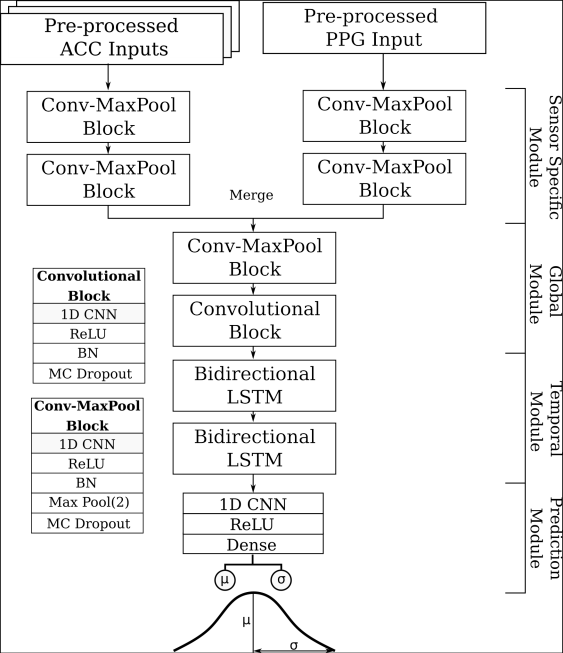 Pre-processed
ACC Inputs
Pre-processed
PPG Input
Conv-MaxPool
Block
Conv-MaxPool
Block
Conv-MaxPool
Block
Conv-MaxPool
Block
Sensor Specific
Module
Merge
Conv-MaxPool
Block
Convolutional
Block
Global
Module
Convolutional
Block
1D CNN
ReLU
BN
MC Dropout
Bidirectional
LSTM
Bidirectional
LSTM
Temporal
Module
Conv-MaxPool
Block
1D CNN
ReLU
BN
Max Pool(2)
MC Dropout
1D CNN
ReLU
Dense
Prediction
Module
μ
σ
μ
σ